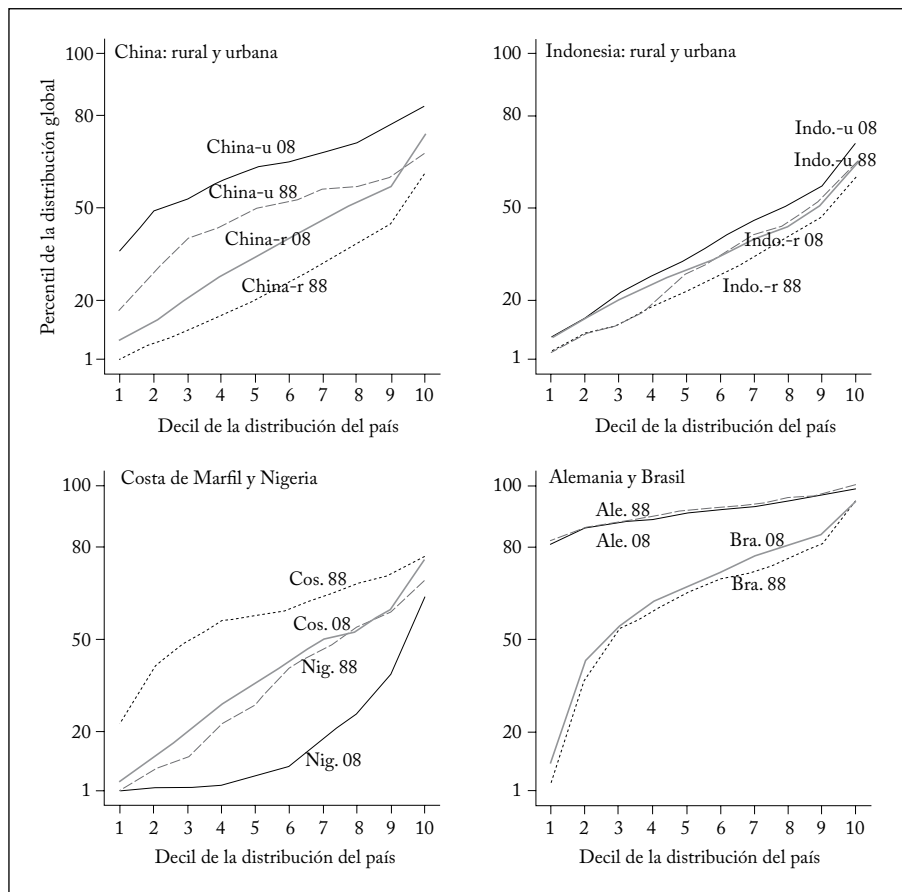 China: rural y urbana
Percentil de la distribución global
100
80
50
20
1
China-u 08
China-u 88
China-r 08
China-r 88
1 2 3 4 5 6 7 8 9 10
Decil de la distribución del país
Indonesia: rural y urbana
100
80
50
20
1
Indo.-u 08
Indo.-u 88
Indo.-r 08
Indo.-r 88
1 2 3 4 5 6 7 8 9 10
Decil de la distribución del país
Costa de Marfil y Nigeria
100
80
50
20
1
Cos. 88
Cos. 08
Nig. 88
Nig. 08
1 2 3 4 5 6 7 8 9 10
Decil de la distribución del país
Alemania y Brasil
100
80
50
20
1
Ale. 88
Ale. 08
Bra. 08
Bra. 88
1 2 3 4 5 6 7 8 9 10
Decil de la distribución del país